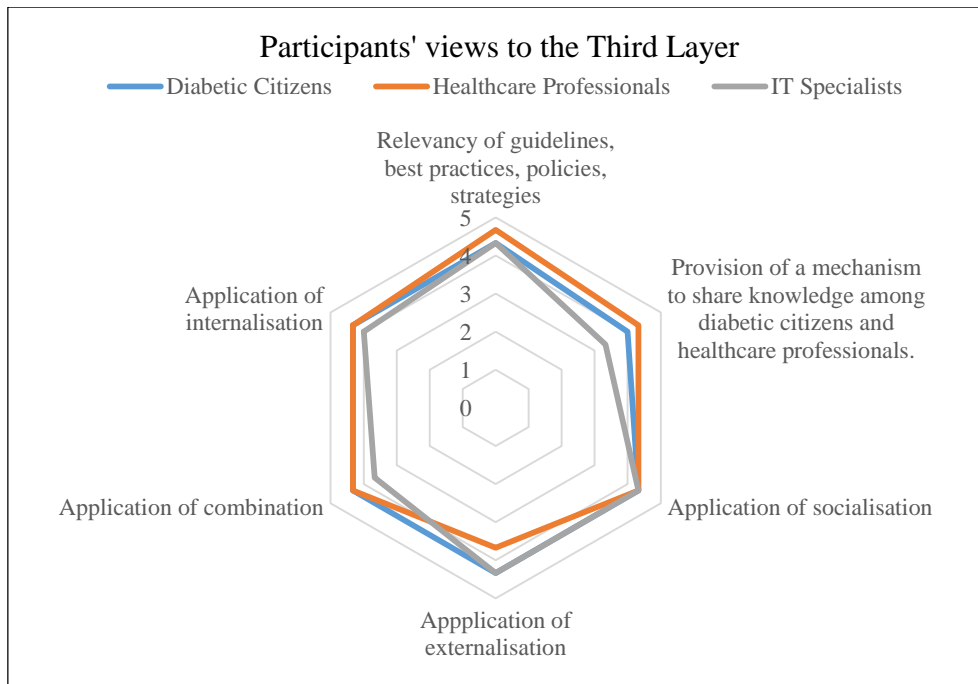 Participants' views to the Third Layer
Diabetic Citizens Healthcare Professionals IT Specialists
Relevancy of guidelines,
best practices, policies,
strategies
5
4
3
2
1
0
Provision of a mechanism
to share knowledge among
diabetic citizens and
healthcare professionals.
Application of socialisation
Appplication of
externalisation
Application of combination
Application of
internalisation